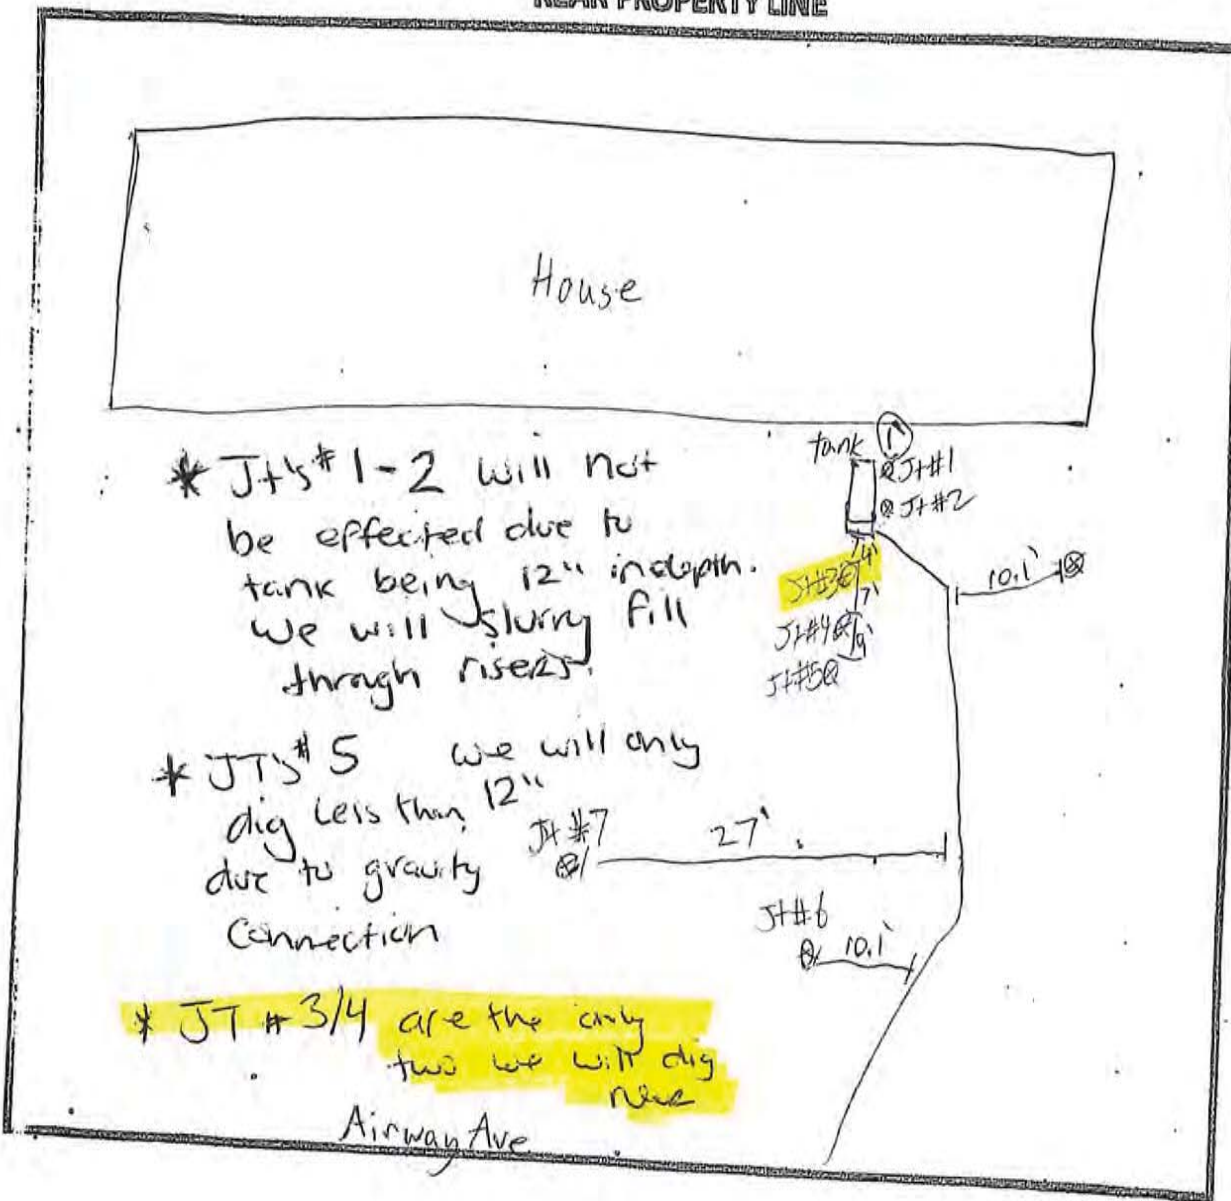 REAR PROPERTY LINE
House
tank 1'
Jt#1
Jt#2
4'
Jt#3
7'
Jt#4
9'
Jt#5
10.1'
* Jt's # 1-2 will not
be effected due to
tank being 12" in depth.
We will slurry fill
through risers.
* JT's # 5 we will only
dig less than 12"
due to gravity
Connection
Jt #7
27'
Jt#6
10.1'
* JT # 3/4 are the only
two we will dig
near
Airway Ave